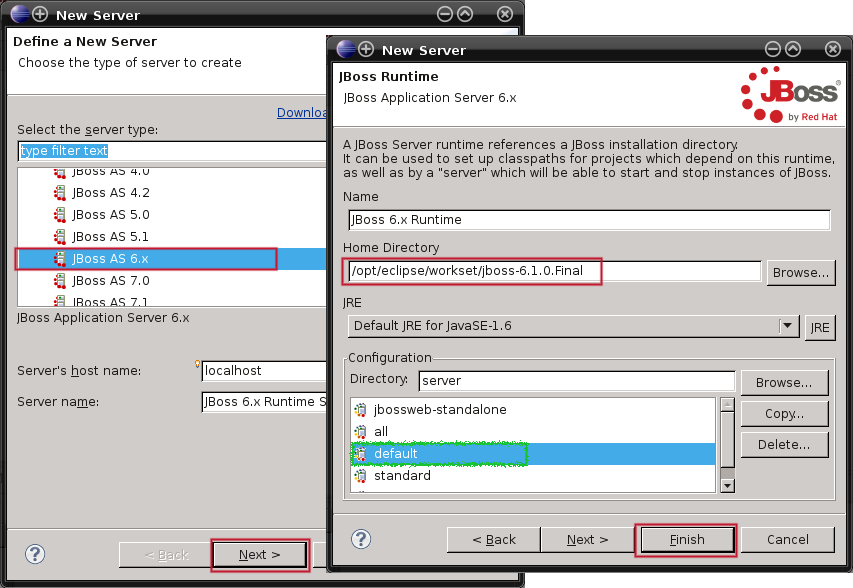 New Server
Define a New Server
Choose the type of server to create
Downloa
Select the server type:
type filter text
JBoss AS 4.0
JBoss AS 4.2
JBoss AS 5.0
JBoss AS 5.1
JBoss AS 6.x
JBoss AS 7.0
JBoss AS 7.1
JBoss Application Server 6.x
Server's host name:
localhost
Server name:
JBoss 6.x Runtime S
?
< Back
Next >
New Server
JBoss Runtime
JBoss Application Server 6.x
JBoss®
by Red Hat
A JBoss Server runtime references a JBoss installation directory.
It can be used to set up classpaths for projects which depend on this runtime,
as well as by a "server" which will be able to start and stop instances of JBoss.
Name
JBoss 6.x Runtime
Home Directory
/opt/eclipse/workset/jboss-6.1.0.Final
Browse...
JRE
Default JRE for JavaSE-1.6
JRE
Configuration
Directory:
server
Browse...
jbossweb-standalone
all
default
standard
Copy...
Delete...
?
< Back
Next >
Finish
Cancel